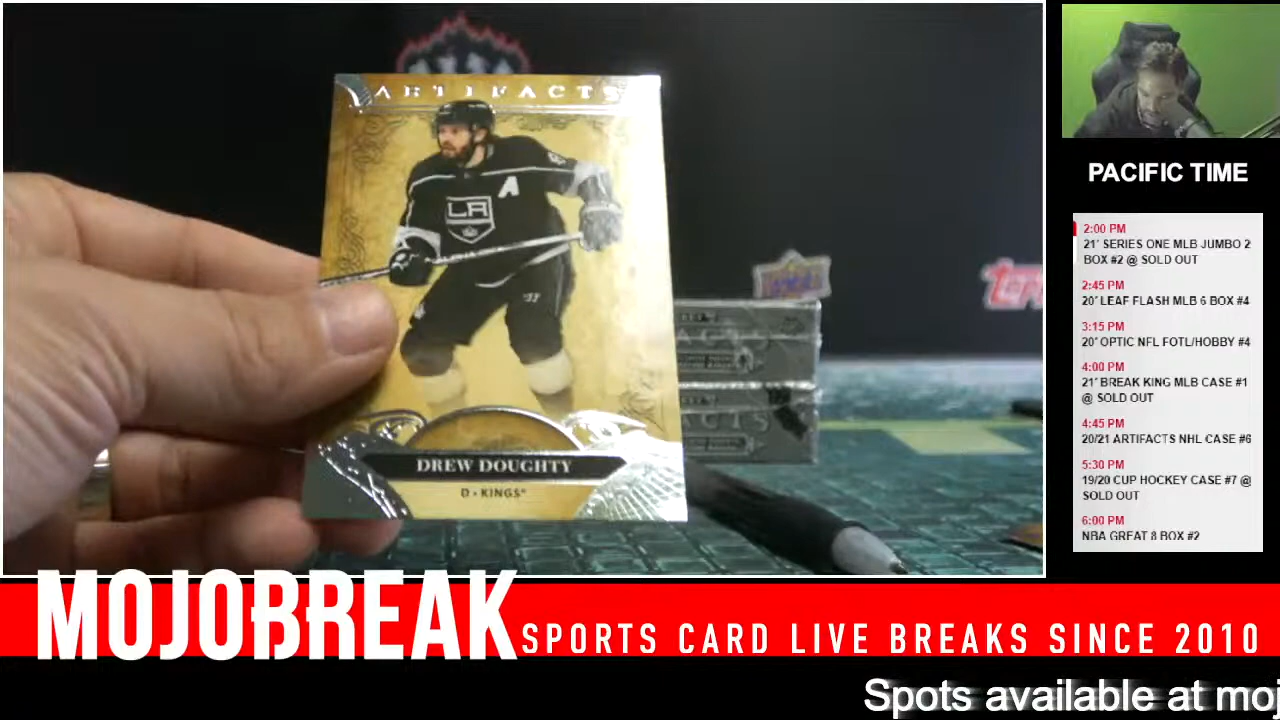 ARTIFACTS
A
LA
DREW DOUGHTY
D • KINGS
PACIFIC TIME
2:00 PM
21' SERIES ONE MLB JUMBO 2
BOX #2 @ SOLD OUT
2:45 PM
20' LEAF FLASH MLB 6 BOX #4
3:15 PM
20' OPTIC NFL FOTL/HOBBY #4
4:00 PM
21' BREAK KING MLB CASE #1
@ SOLD OUT
4:45 PM
20/21 ARTIFACTS NHL CASE #6
5:30 PM
19/20 CUP HOCKEY CASE #7 @
SOLD OUT
6:00 PM
NBA GREAT 8 BOX #2
MOJOBREAK
SPORTS CARD LIVE BREAKS SINCE 2010
Spots available at moj